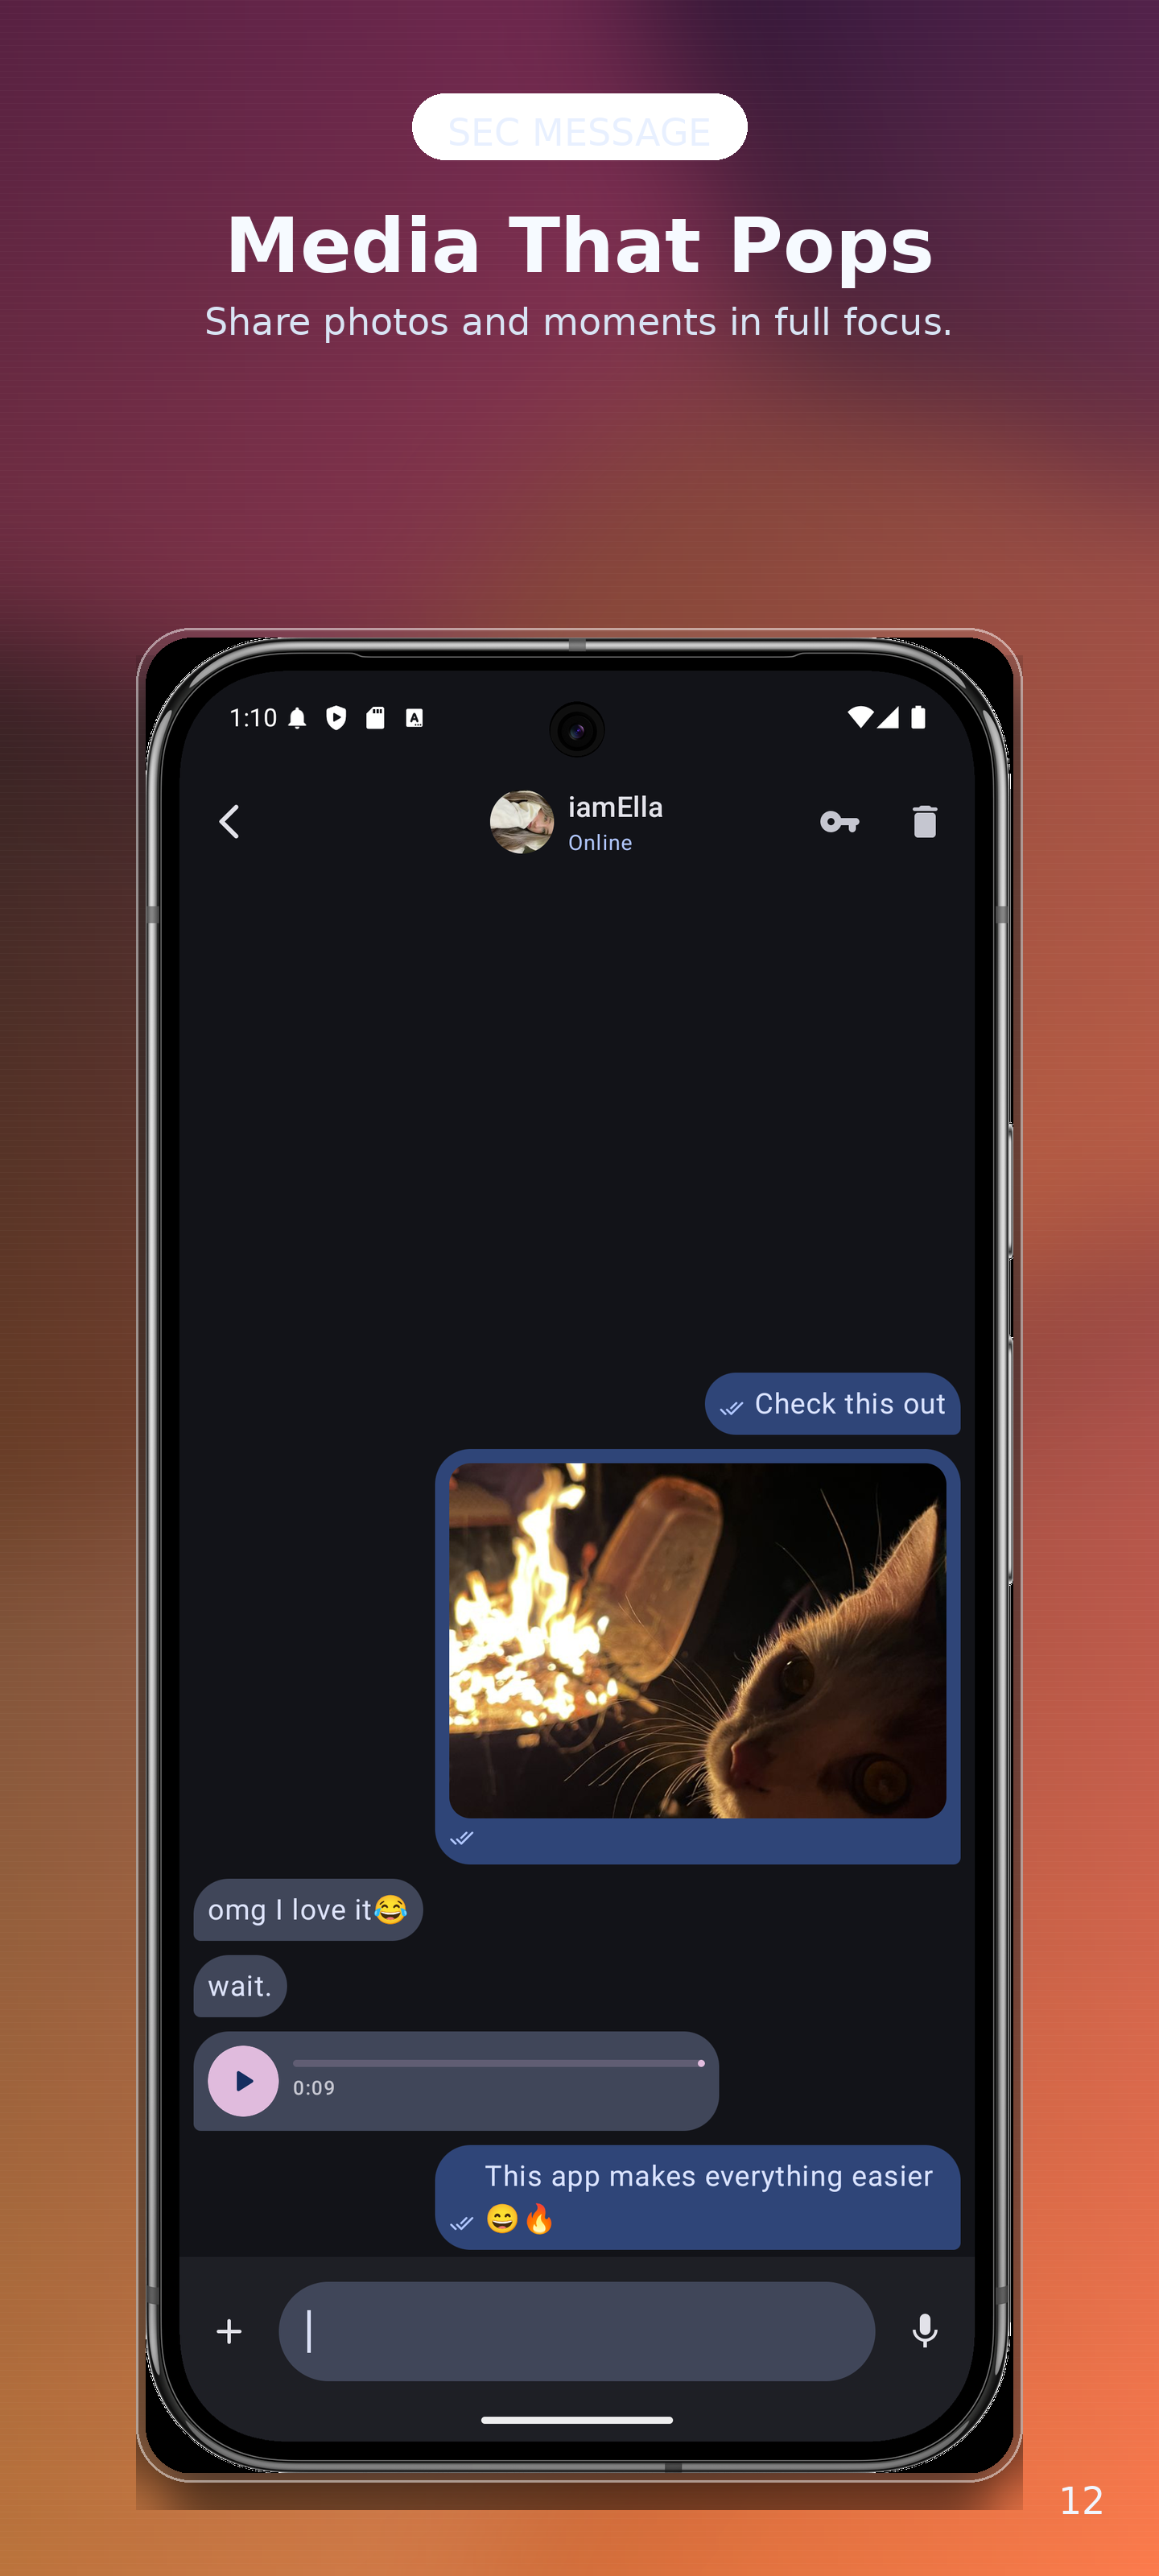 SEC MESSAGE
Media That Pops
Share photos and moments in full focus.
1:10
iamElla
Online
Check this out
omg I love it😂
wait.
0:09
This app makes everything easier
😄🔥
12